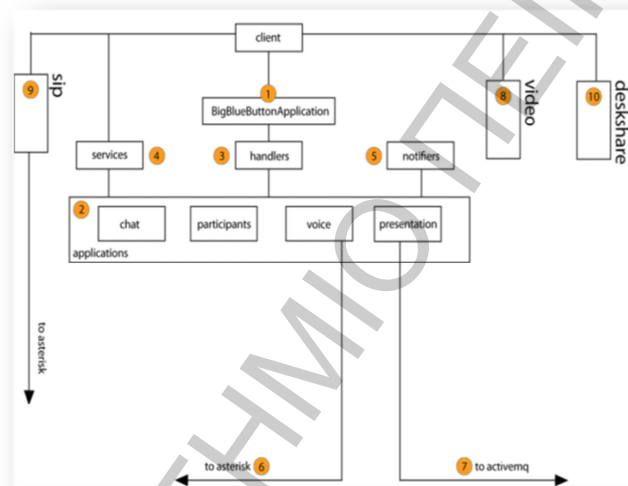 client
9
sip
1
BigBlueButtonApplication
8
video
10
deskshare
services
4
3
handlers
5
notifiers
2
chat
participants
voice
presentation
applications
to asterisk
to asterisk 6
7 to activemq